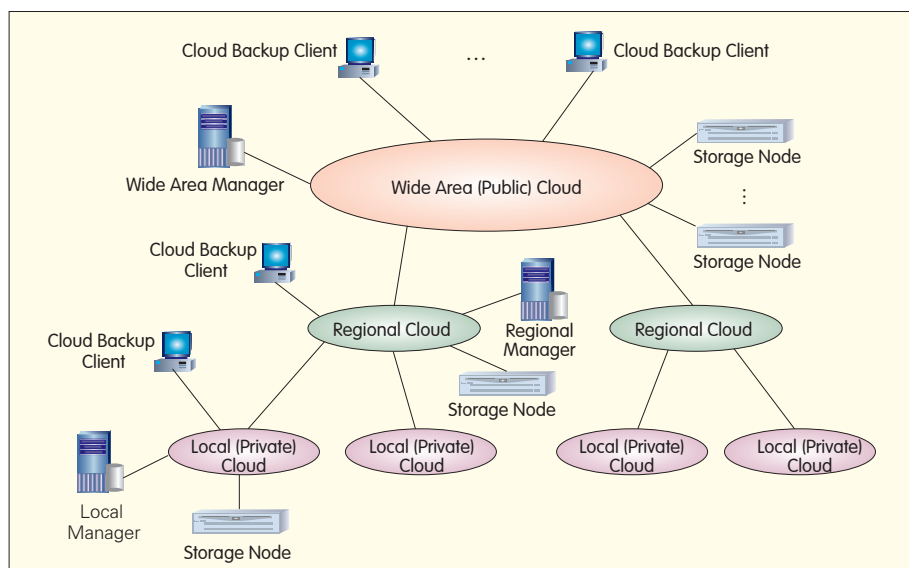 Cloud Backup Client
...
Cloud Backup Client
Storage Node
Wide Area Manager
Wide Area (Public) Cloud
...
Storage Node
Cloud Backup
Client
Regional Cloud
Regional
Manager
Regional Cloud
Cloud Backup
Client
Storage Node
Local (Private)
Cloud
Local (Private)
Cloud
Local (Private)
Cloud
Local (Private)
Cloud
Local
Manager
Storage Node